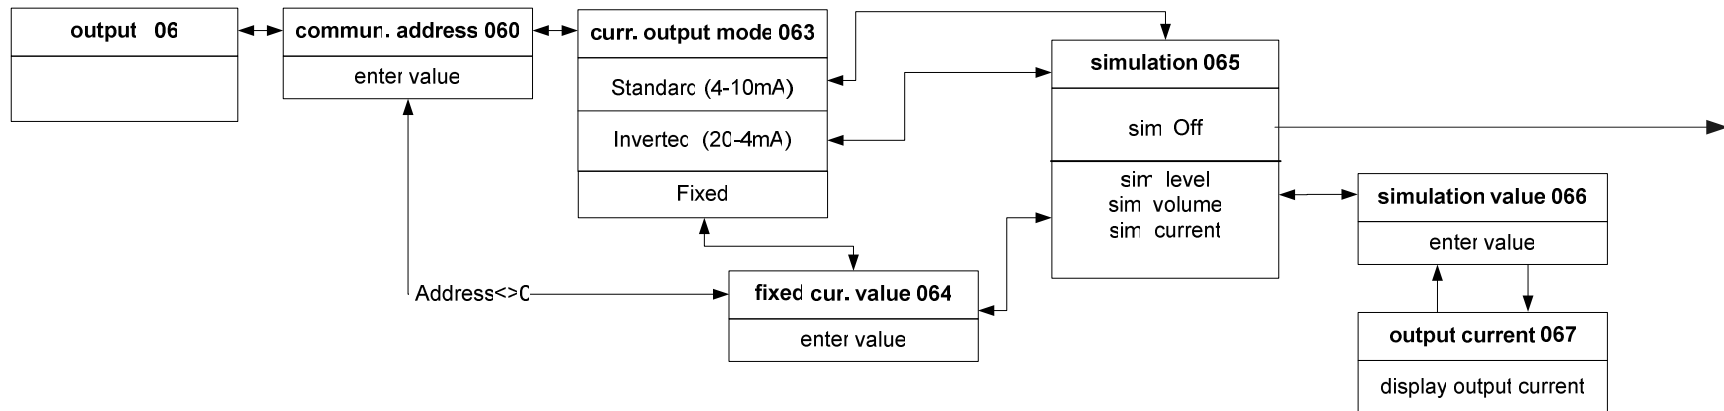 output 06
commun. address 060
enter value
curr. output mode 063
Standard (4-10mA)
Inverted (20-4mA)
Fixed
Address<>0
fixed cur. value 064
enter value
simulation 065
sim Off
sim level
sim volume
sim current
simulation value 066
enter value
output current 067
display output current